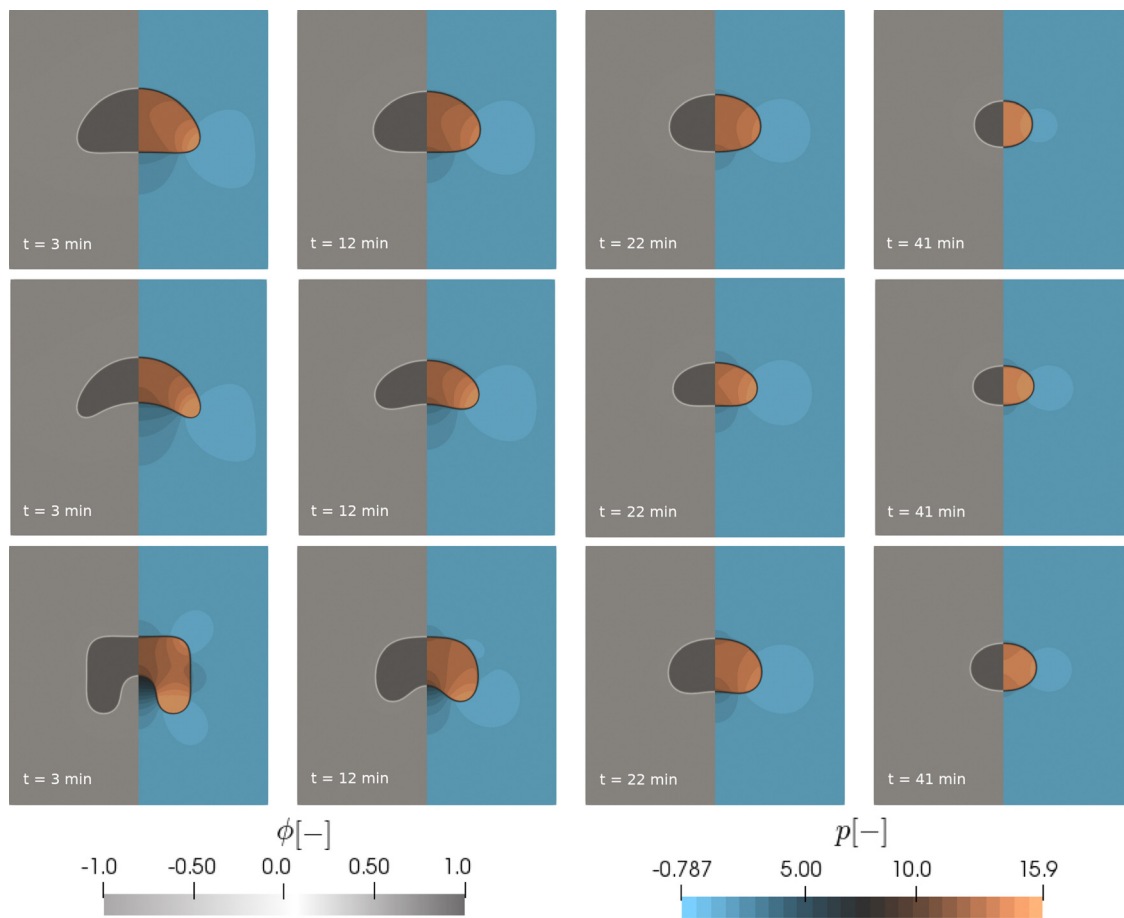 t = 3 min
t = 12 min
t = 22 min
t = 41 min
t = 3 min
t = 12 min
t = 22 min
t = 41 min
t = 3 min
t = 12 min
t = 22 min
t = 41 min
ϕ[−]
-1.0 -0.50 0.0 0.50 1.0
p[−]
-0.787 5.00 10.0 15.9